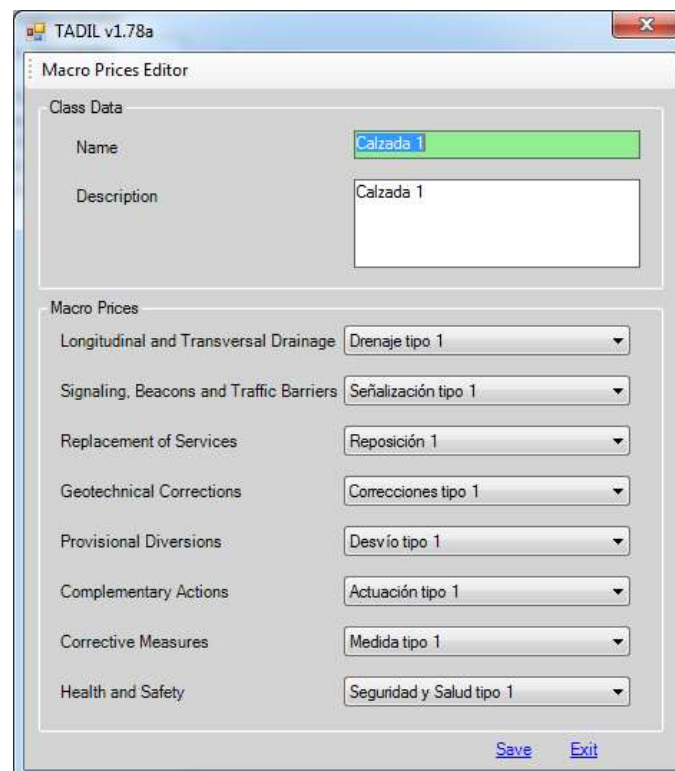 TADIL v1.78a
Macro Prices Editor
Class Data
Name Calzada 1
Description Calzada 1
Macro Prices
Longitudinal and Transversal Drainage Drenaje tipo 1
Signaling, Beacons and Traffic Barriers Señalización tipo 1
Replacement of Services Reposición 1
Geotechnical Corrections Correcciones tipo 1
Provisional Diversions Desvío tipo 1
Complementary Actions Actuación tipo 1
Corrective Measures Medida tipo 1
Health and Safety Seguridad y Salud tipo 1
Save Exit